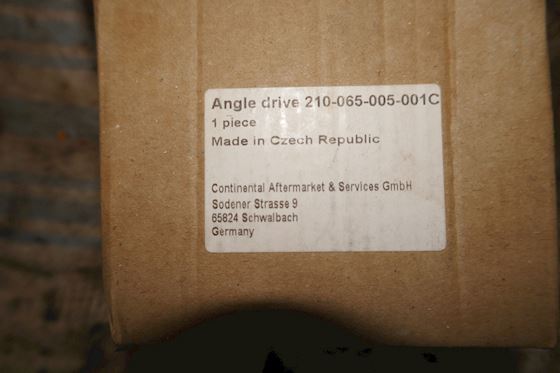 Angle drive 210-065-005-001C
1 piece
Made in Czech Republic
Continental Aftermarket & Services GmbH
Sodener Strasse 9
65824 Schwalbach
Germany